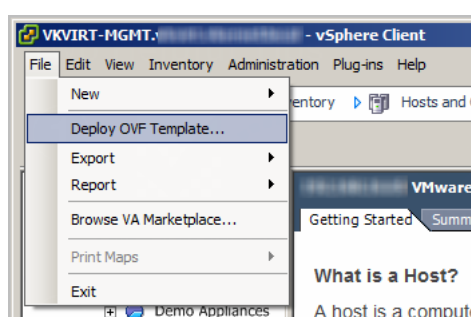 VKVIRT-MGMT. - vSphere Client
File Edit View Inventory Administration Plug-ins Help
New
entory Hosts and
Deploy OVF Template...
Export
Report
VMware
Browse VA Marketplace...
Getting Started Summ
Print Maps
What is a Host?
Exit
Demo Appliances
A host is a comput